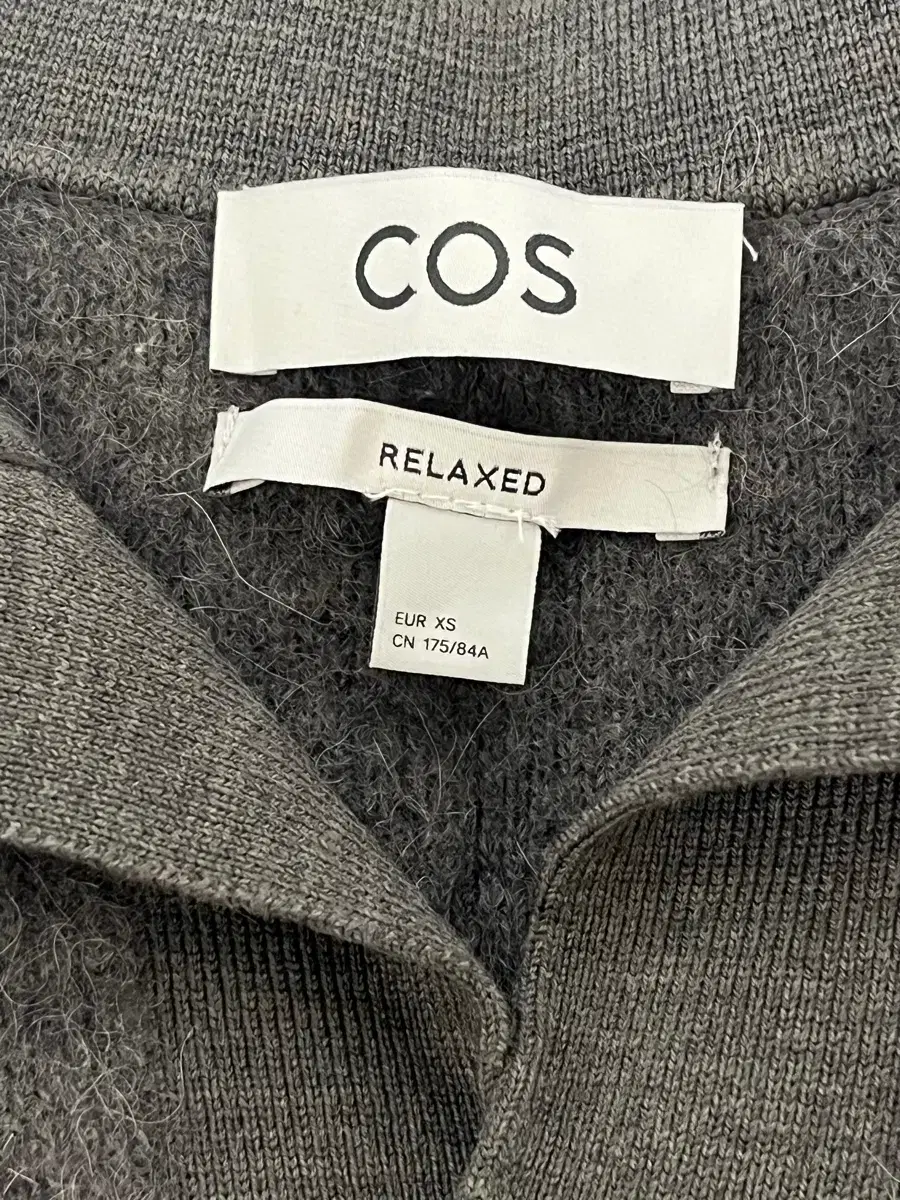 COS
RELAXED
EUR XS
CN 175/84A